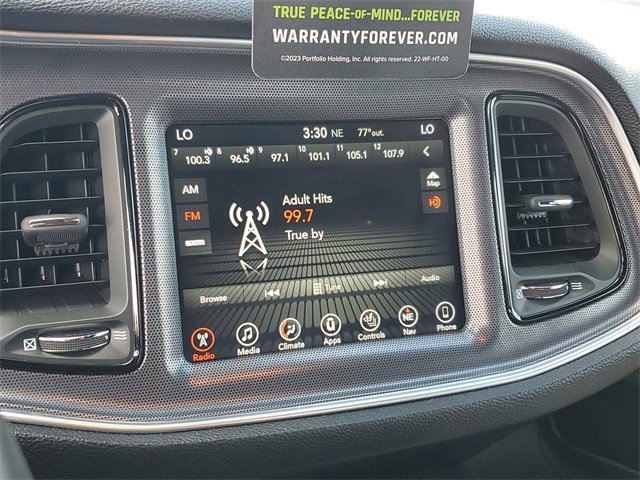 TRUE PEACE-OF-MIND...FOREVER
WARRANTYFOREVER.COM
©2023 Portfolio Holding, Inc. All rights reserved. 22-WF-HT-00
LO 3:30 NE 77° out. LO
7 100.3 8 96.5 9 97.1 10 101.1 11 105.1 12 107.9
AM
Map
FM
Adult Hits
99.7
True by
sxm
Browse Tune Audio
Radio Media Climate Apps Controls NE Nav Phone